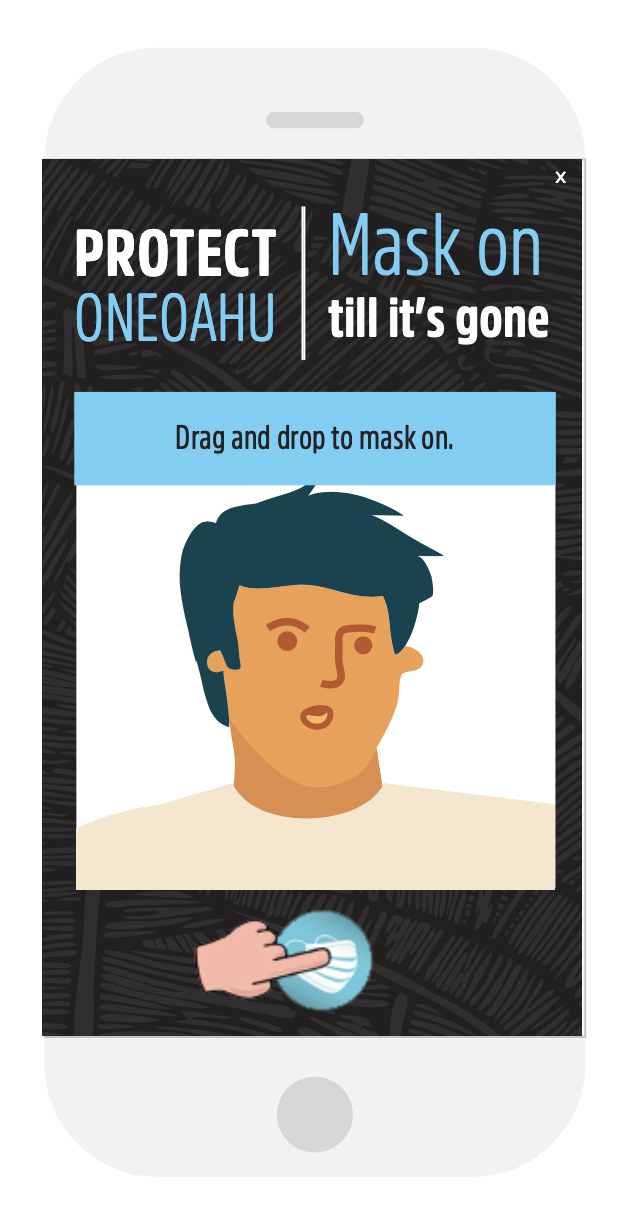 x
PROTECT
ONEOAHU
Mask on
till it's gone
Drag and drop to mask on.